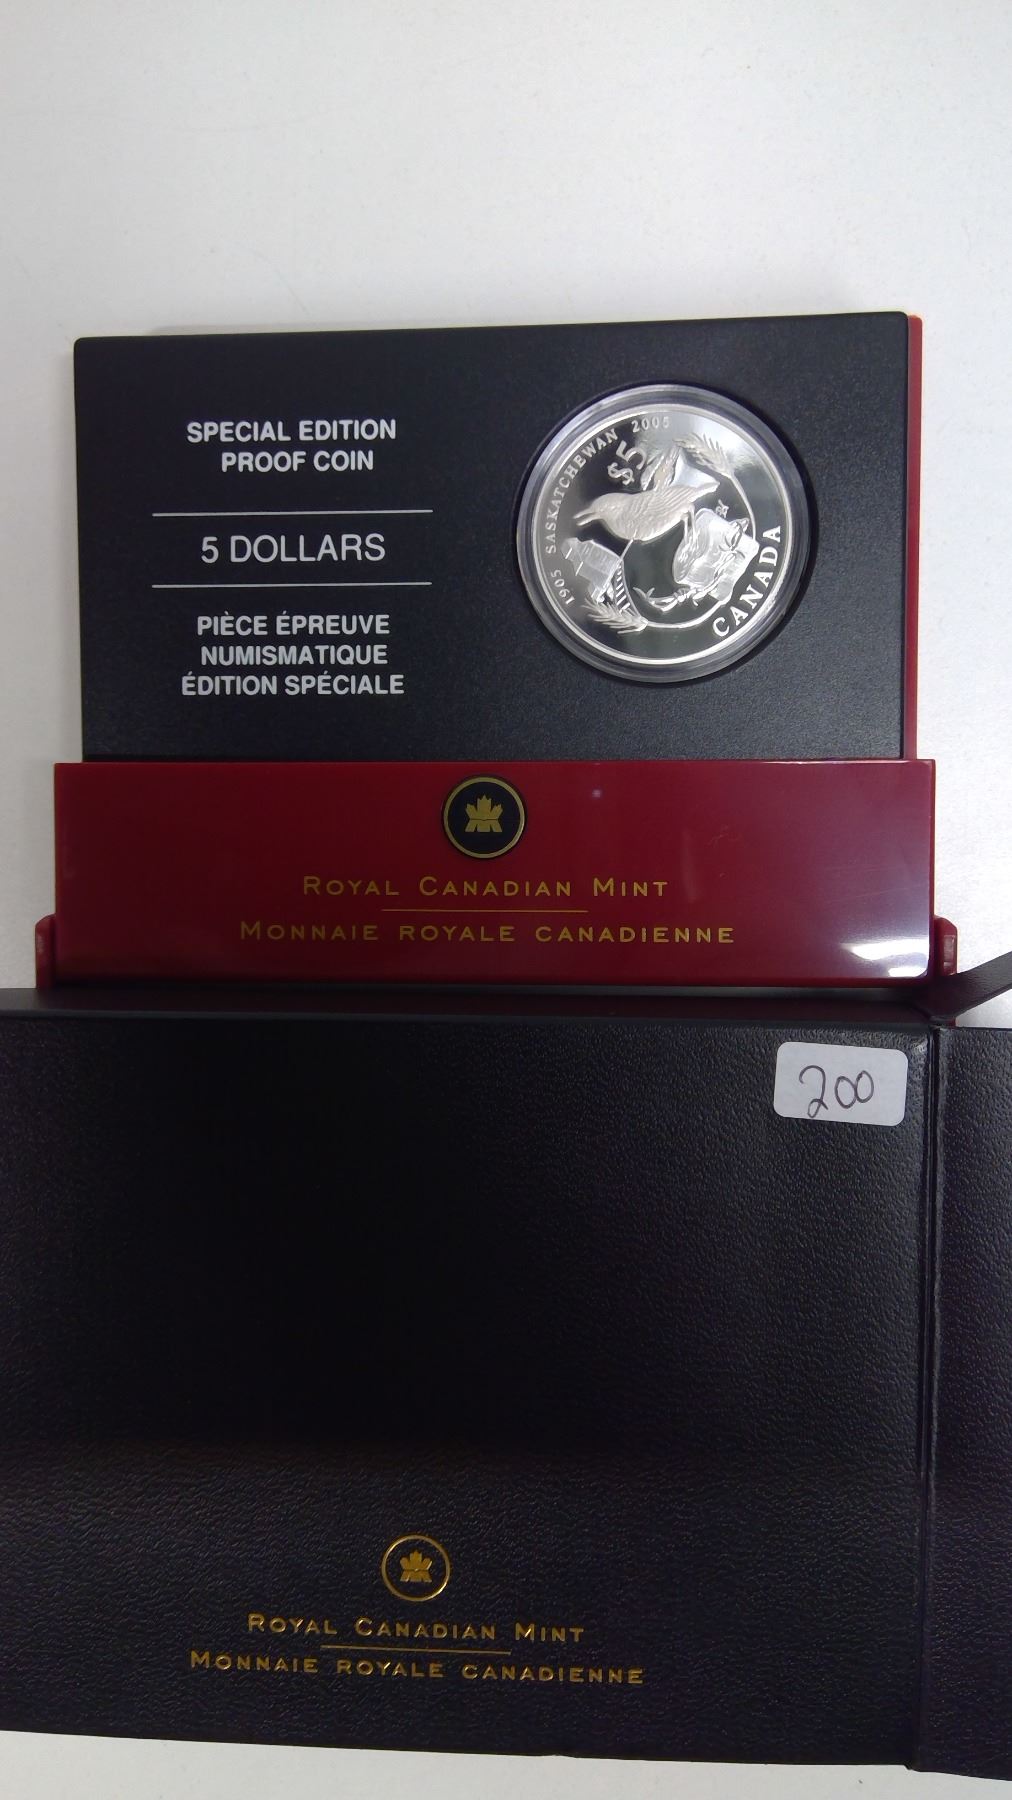 SPECIAL EDITION
PROOF COIN
5 DOLLARS
PIÈCE ÉPREUVE
NUMISMATIQUE
ÉDITION SPÉCIALE
1905 SASKATCHEWAN 2005
$5
CANADA
ROYAL CANADIAN MINT
MONNAIE ROYALE CANADIENNE
200
ROYAL CANADIAN MINT
MONNAIE ROYALE CANADIENNE